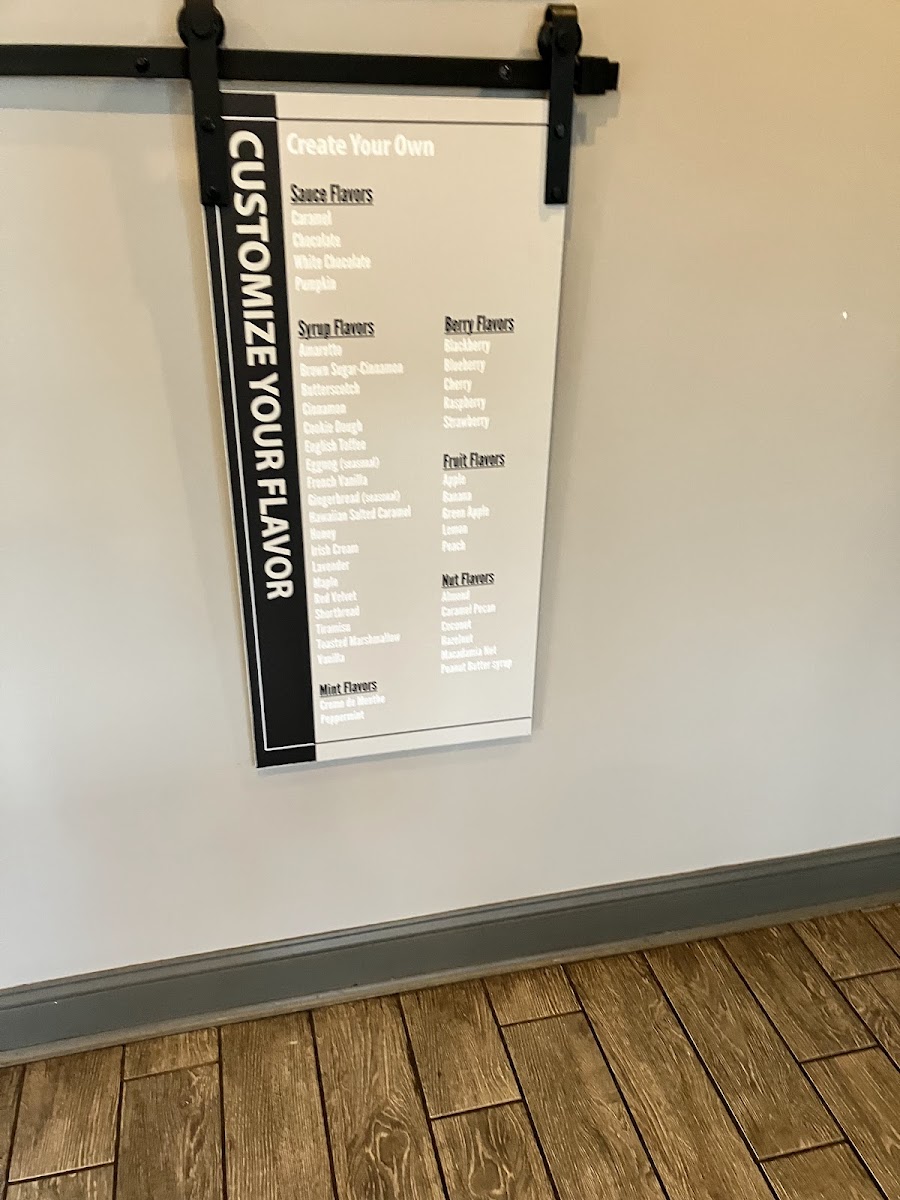 CUSTOMIZE YOUR FLAVOR
Create Your Own
Sauce Flavors
Caramel
Chocolate
White Chocolate
Pumpkin
Syrup Flavors
Amaretto
Brown Sugar-Cinnamon
Butterscotch
Cinnamon
Cookie Dough
English Toffee
Eggnog (seasonal)
French Vanilla
Gingerbread (seasonal)
Hawaiian Salted Caramel
Honey
Irish Cream
Lavender
Maple
Red Velvet
Shortbread
Tiramisu
Toasted Marshmallow
Vanilla
Mint Flavors
Creme de Menthe
Peppermint
Berry Flavors
Blackberry
Blueberry
Cherry
Raspberry
Strawberry
Fruit Flavors
Apple
Banana
Green Apple
Lemon
Peach
Nut Flavors
Almond
Caramel Pecan
Coconut
Hazelnut
Macadamia Nut
Peanut Butter syrup